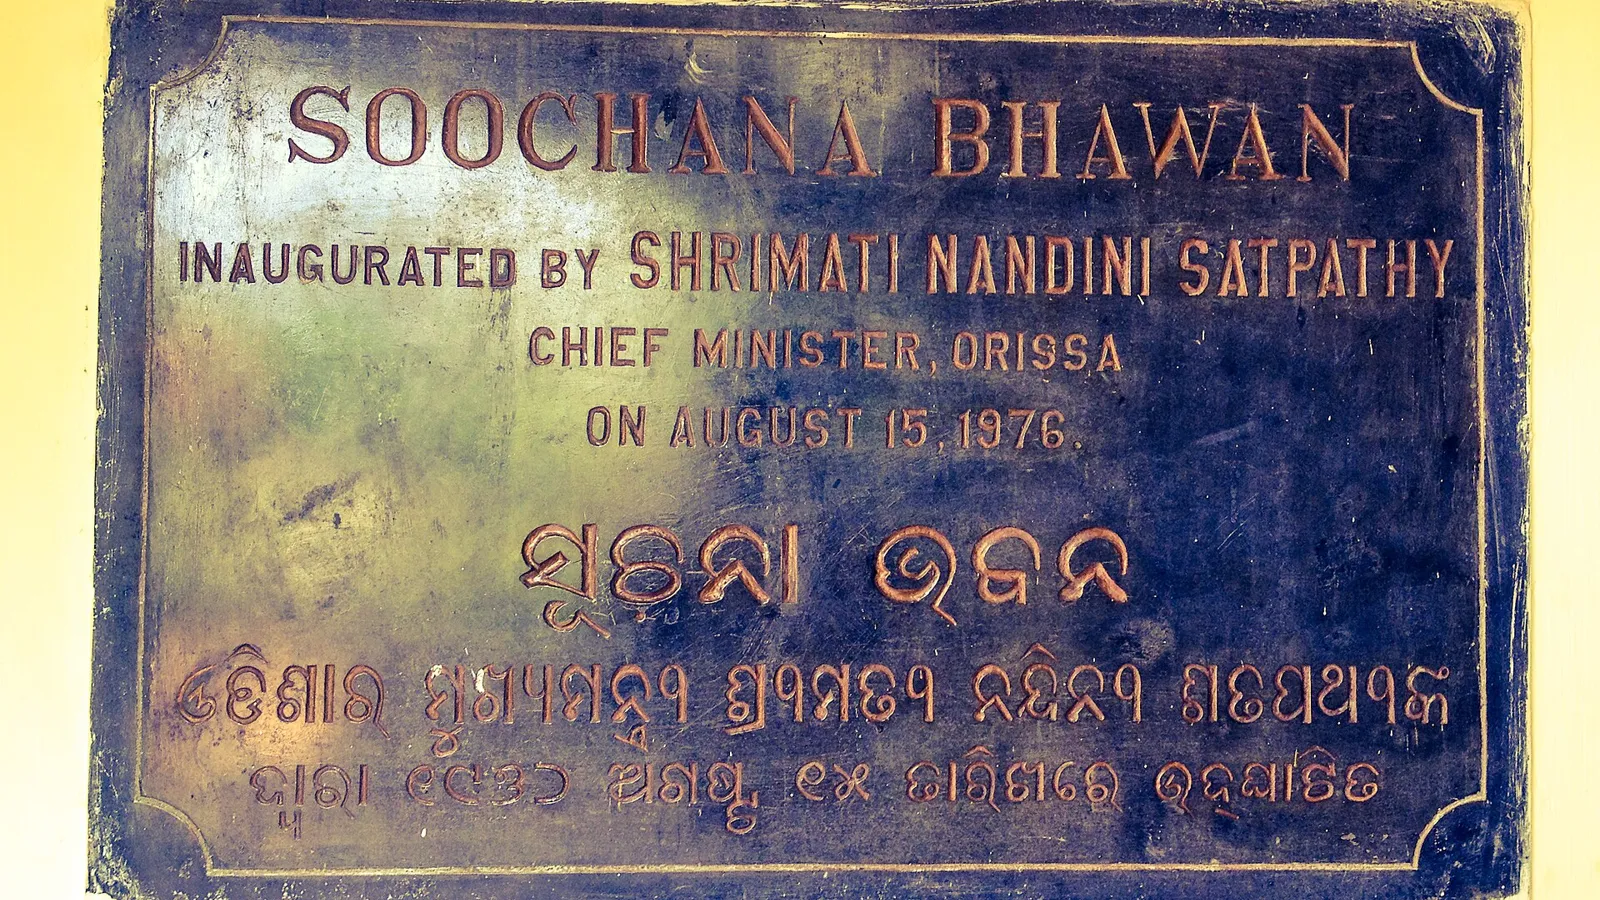 SOOCHANA BHAWAN
INAUGURATED BY SHRIMATI NANDINI SATPATHY
CHIEF MINISTER, ORISSA
ON AUGUST 15, 1976.
ସୂଚନା ଭବନ
ଓଡିଶାର ମୁଖ୍ୟମନ୍ତ୍ରୀ ଶ୍ରୀମତୀ ନନ୍ଦିନୀ ଶତପଥୀଙ୍କ
ଦ୍ୱାରା ୧୯୭୬ ଅଗଷ୍ଟ ୧୫ ତାରିଖରେ ଉଦ୍‌ଘାଟିତ